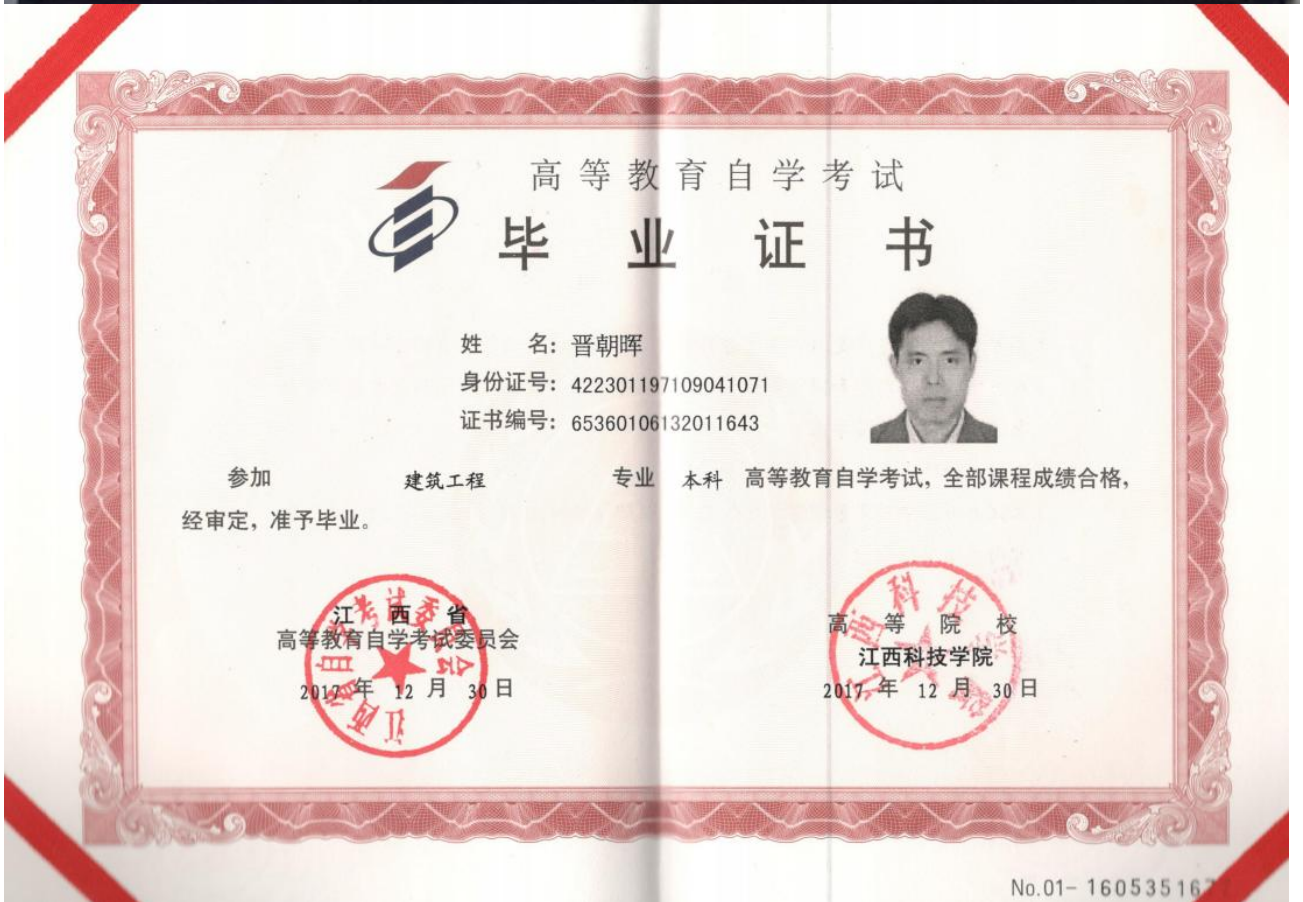 高等教育自学考试
毕业证书
姓 名: 晋朝晖
身份证号: 422301197109041071
证书编号: 65360106132011643
参加 建筑工程 专业 本科 高等教育自学考试, 全部课程成绩合格,
经审定, 准予毕业。
江西省
高等教育自学考试委员会
2017 年 12 月 30 日
高等院校
江西科技学院
2017 年 12 月 30 日
No.01- 160535167